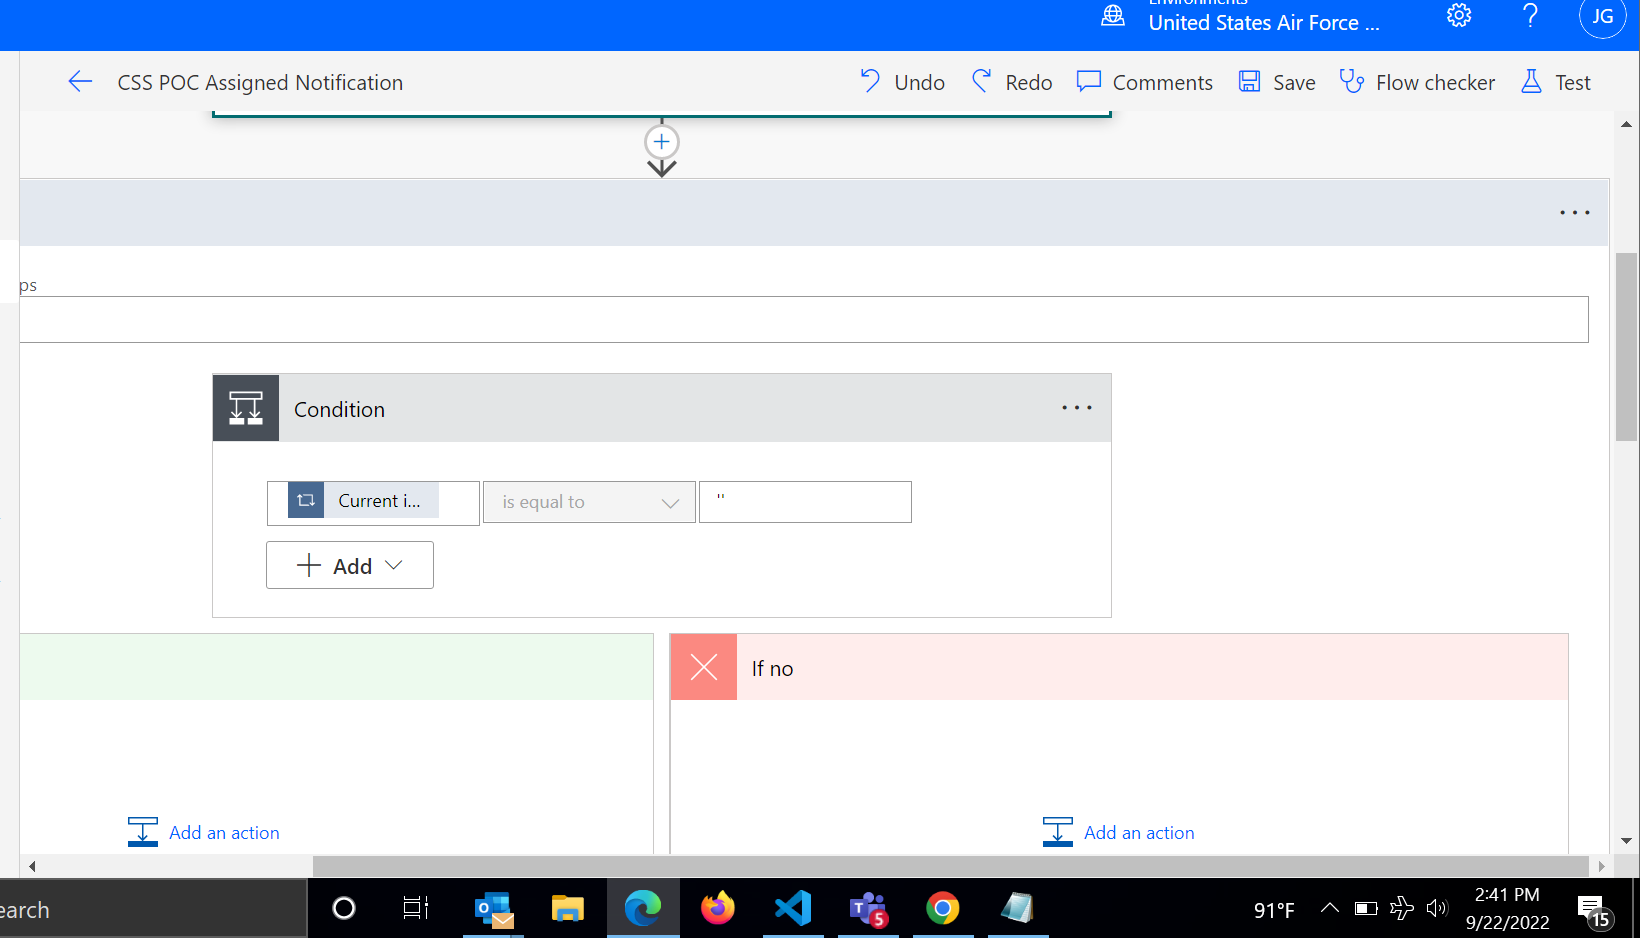 Environments
United States Air Force ...
JG
CSS POC Assigned Notification
Undo
Redo
Comments
Save
Flow checker
Test
ps
Condition
Current i...
is equal to
''
Add
If no
Add an action
Add an action
earch
5
91°F
2:41 PM
9/22/2022
15